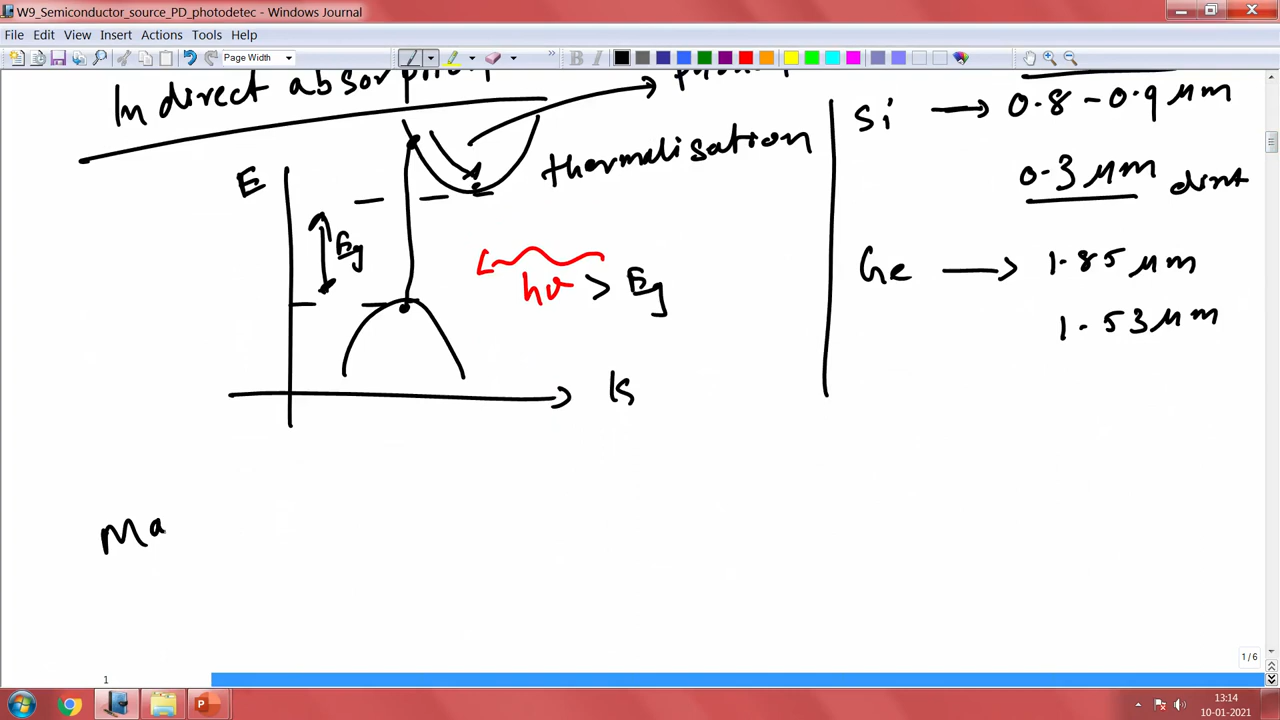 W9_Semiconductor_source_PD_photodetec - Windows Journal
File Edit View Insert Actions Tools Help
Page Width
B I U
Indirect absorption
E
Eg
thermalisation
hν > Eg
k
Si → 0.8 - 0.9 μm
0.3 μm
Ge → 1.85 μm
1.53 μm
Ma
1/6
1
13:14
10-01-2021